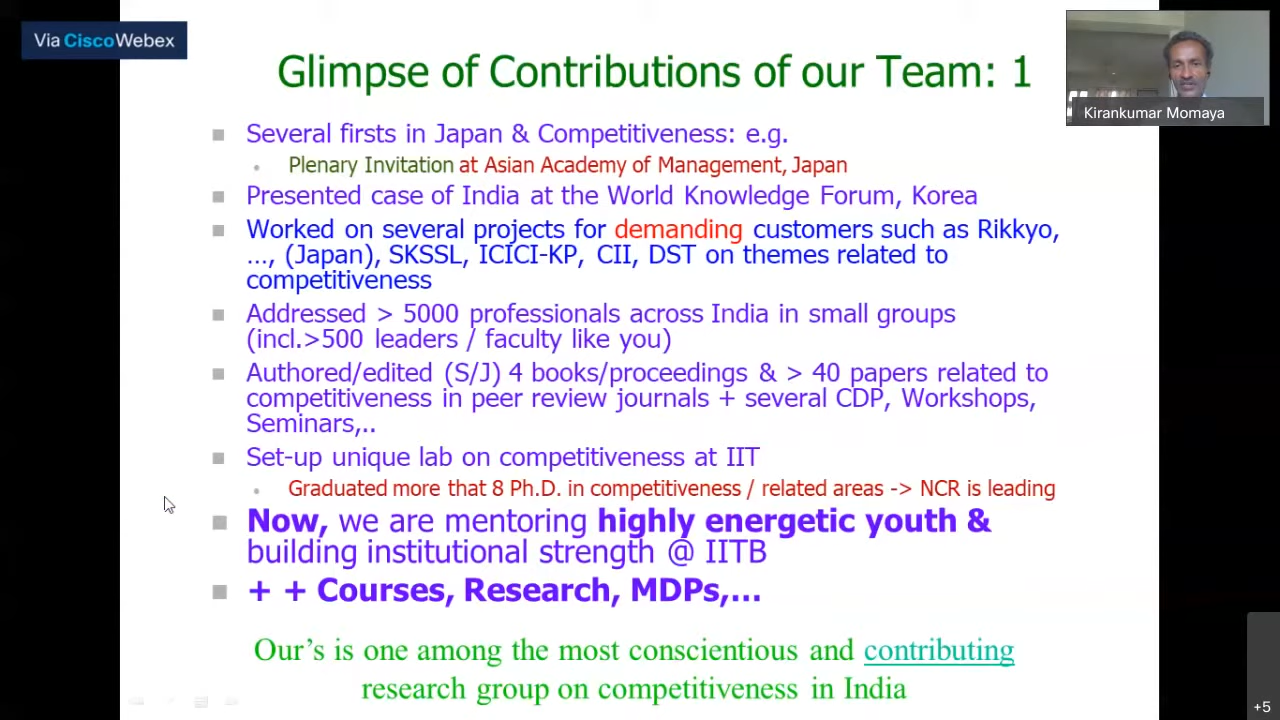 Via CiscoWebex
Glimpse of Contributions of our Team: 1
Kirankumar Momaya
Several firsts in Japan & Competitiveness: e.g.
Plenary Invitation at Asian Academy of Management, Japan
Presented case of India at the World Knowledge Forum, Korea
Worked on several projects for demanding customers such as Rikkyo,
…, (Japan), SKSSL, ICICI-KP, CII, DST on themes related to
competitiveness
Addressed > 5000 professionals across India in small groups
(incl.>500 leaders / faculty like you)
Authored/edited (S/J) 4 books/proceedings & > 40 papers related to
competitiveness in peer review journals + several CDP, Workshops,
Seminars,..
Set-up unique lab on competitiveness at IIT
Graduated more that 8 Ph.D. in competitiveness / related areas -> NCR is leading
Now, we are mentoring highly energetic youth &
building institutional strength @ IITB
+ + Courses, Research, MDPs,…
Our’s is one among the most conscientious and contributing
research group on competitiveness in India
+5